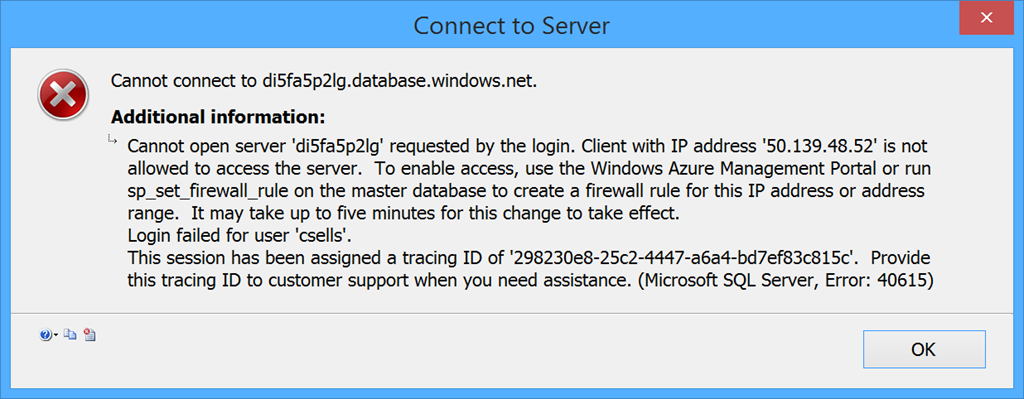 Connect to Server
Cannot connect to di5fa5p2lg.database.windows.net.
Additional information:
Cannot open server 'di5fa5p2lg' requested by the login. Client with IP address '50.139.48.52' is not
allowed to access the server.  To enable access, use the Windows Azure Management Portal or run
sp_set_firewall_rule on the master database to create a firewall rule for this IP address or address
range.  It may take up to five minutes for this change to take effect.
Login failed for user 'csells'.
This session has been assigned a tracing ID of '298230e8-25c2-4447-a6a4-bd7ef83c815c'.  Provide
this tracing ID to customer support when you need assistance. (Microsoft SQL Server, Error: 40615)
OK